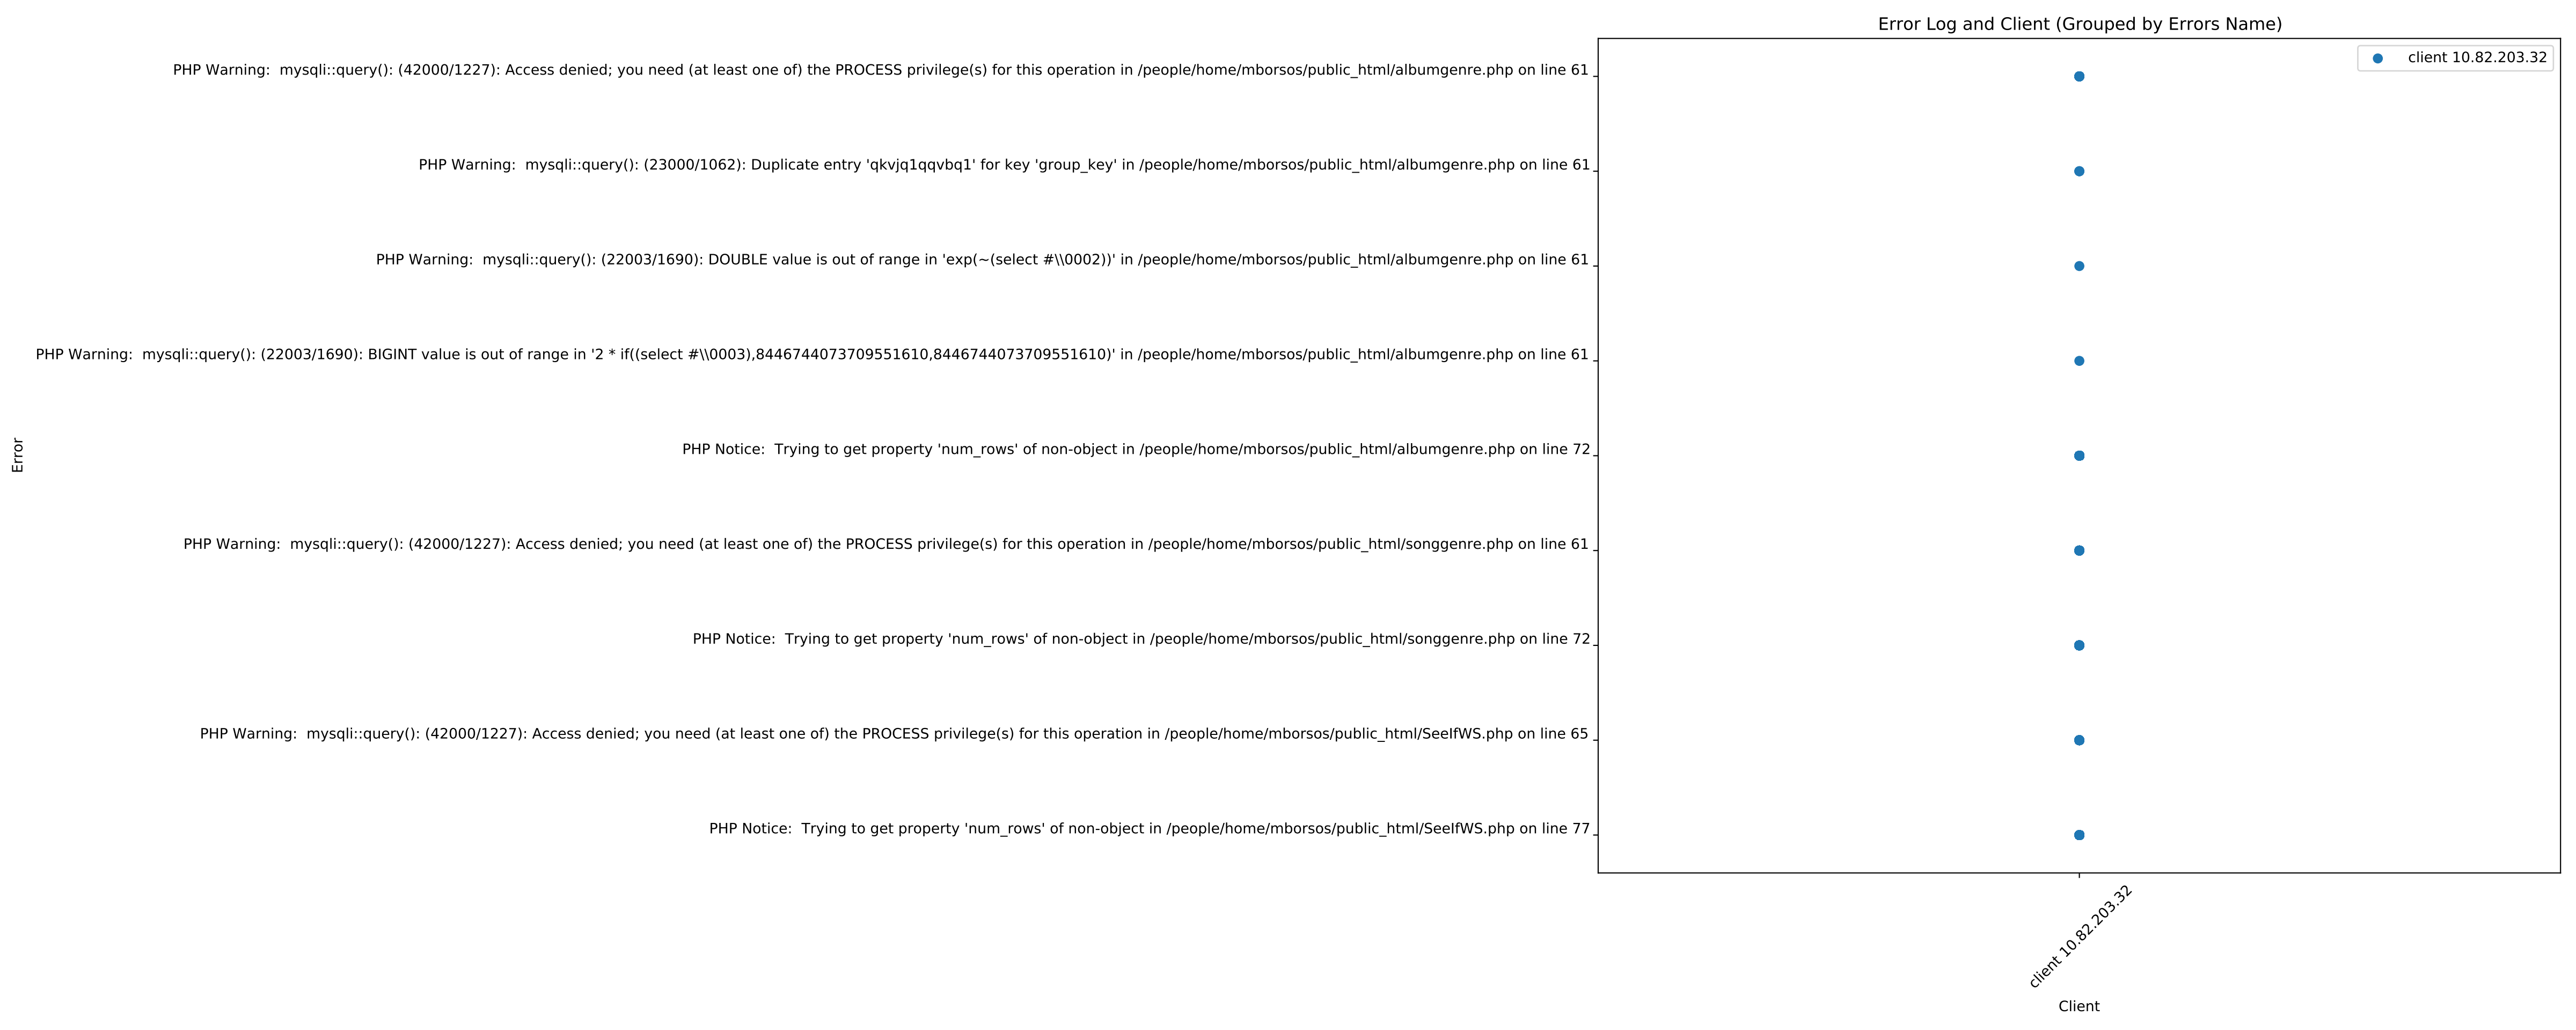 Error Log and Client (Grouped by Errors Name)
client 10.82.203.32
PHP Warning:  mysqli::query(): (42000/1227): Access denied; you need (at least one of) the PROCESS privilege(s) for this operation in /people/home/mborsos/public_html/albumgenre.php on line 61
PHP Warning:  mysqli::query(): (23000/1062): Duplicate entry 'qkvjq1qqvbq1' for key 'group_key' in /people/home/mborsos/public_html/albumgenre.php on line 61
PHP Warning:  mysqli::query(): (22003/1690): DOUBLE value is out of range in 'exp(~(select #\\0002))' in /people/home/mborsos/public_html/albumgenre.php on line 61
PHP Warning:  mysqli::query(): (22003/1690): BIGINT value is out of range in '2 * if((select #\\0003),8446744073709551610,8446744073709551610)' in /people/home/mborsos/public_html/albumgenre.php on line 61
PHP Notice:  Trying to get property 'num_rows' of non-object in /people/home/mborsos/public_html/albumgenre.php on line 72
PHP Warning:  mysqli::query(): (42000/1227): Access denied; you need (at least one of) the PROCESS privilege(s) for this operation in /people/home/mborsos/public_html/songgenre.php on line 61
PHP Notice:  Trying to get property 'num_rows' of non-object in /people/home/mborsos/public_html/songgenre.php on line 72
PHP Warning:  mysqli::query(): (42000/1227): Access denied; you need (at least one of) the PROCESS privilege(s) for this operation in /people/home/mborsos/public_html/SeeIfWS.php on line 65
PHP Notice:  Trying to get property 'num_rows' of non-object in /people/home/mborsos/public_html/SeeIfWS.php on line 77
Error
client 10.82.203.32
Client